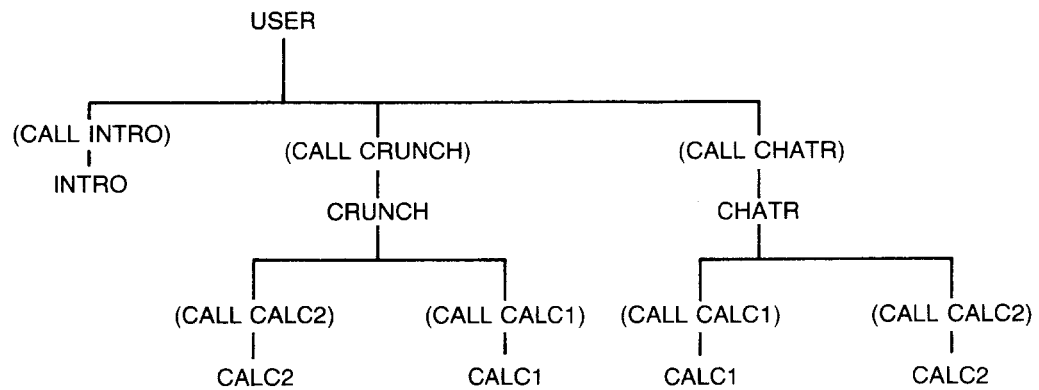 USER
(CALL INTRO)
(CALL CRUNCH)
(CALL CHATR)
INTRO
CRUNCH
CHATR
(CALL CALC2)
(CALL CALC1)
(CALL CALC1)
(CALL CALC2)
CALC2
CALC1
CALC1
CALC2